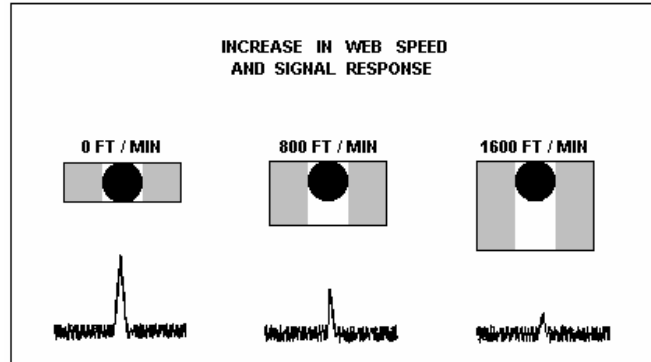 INCREASE IN WEB SPEED
AND SIGNAL RESPONSE
0 FT / MIN
800 FT / MIN
1600 FT / MIN